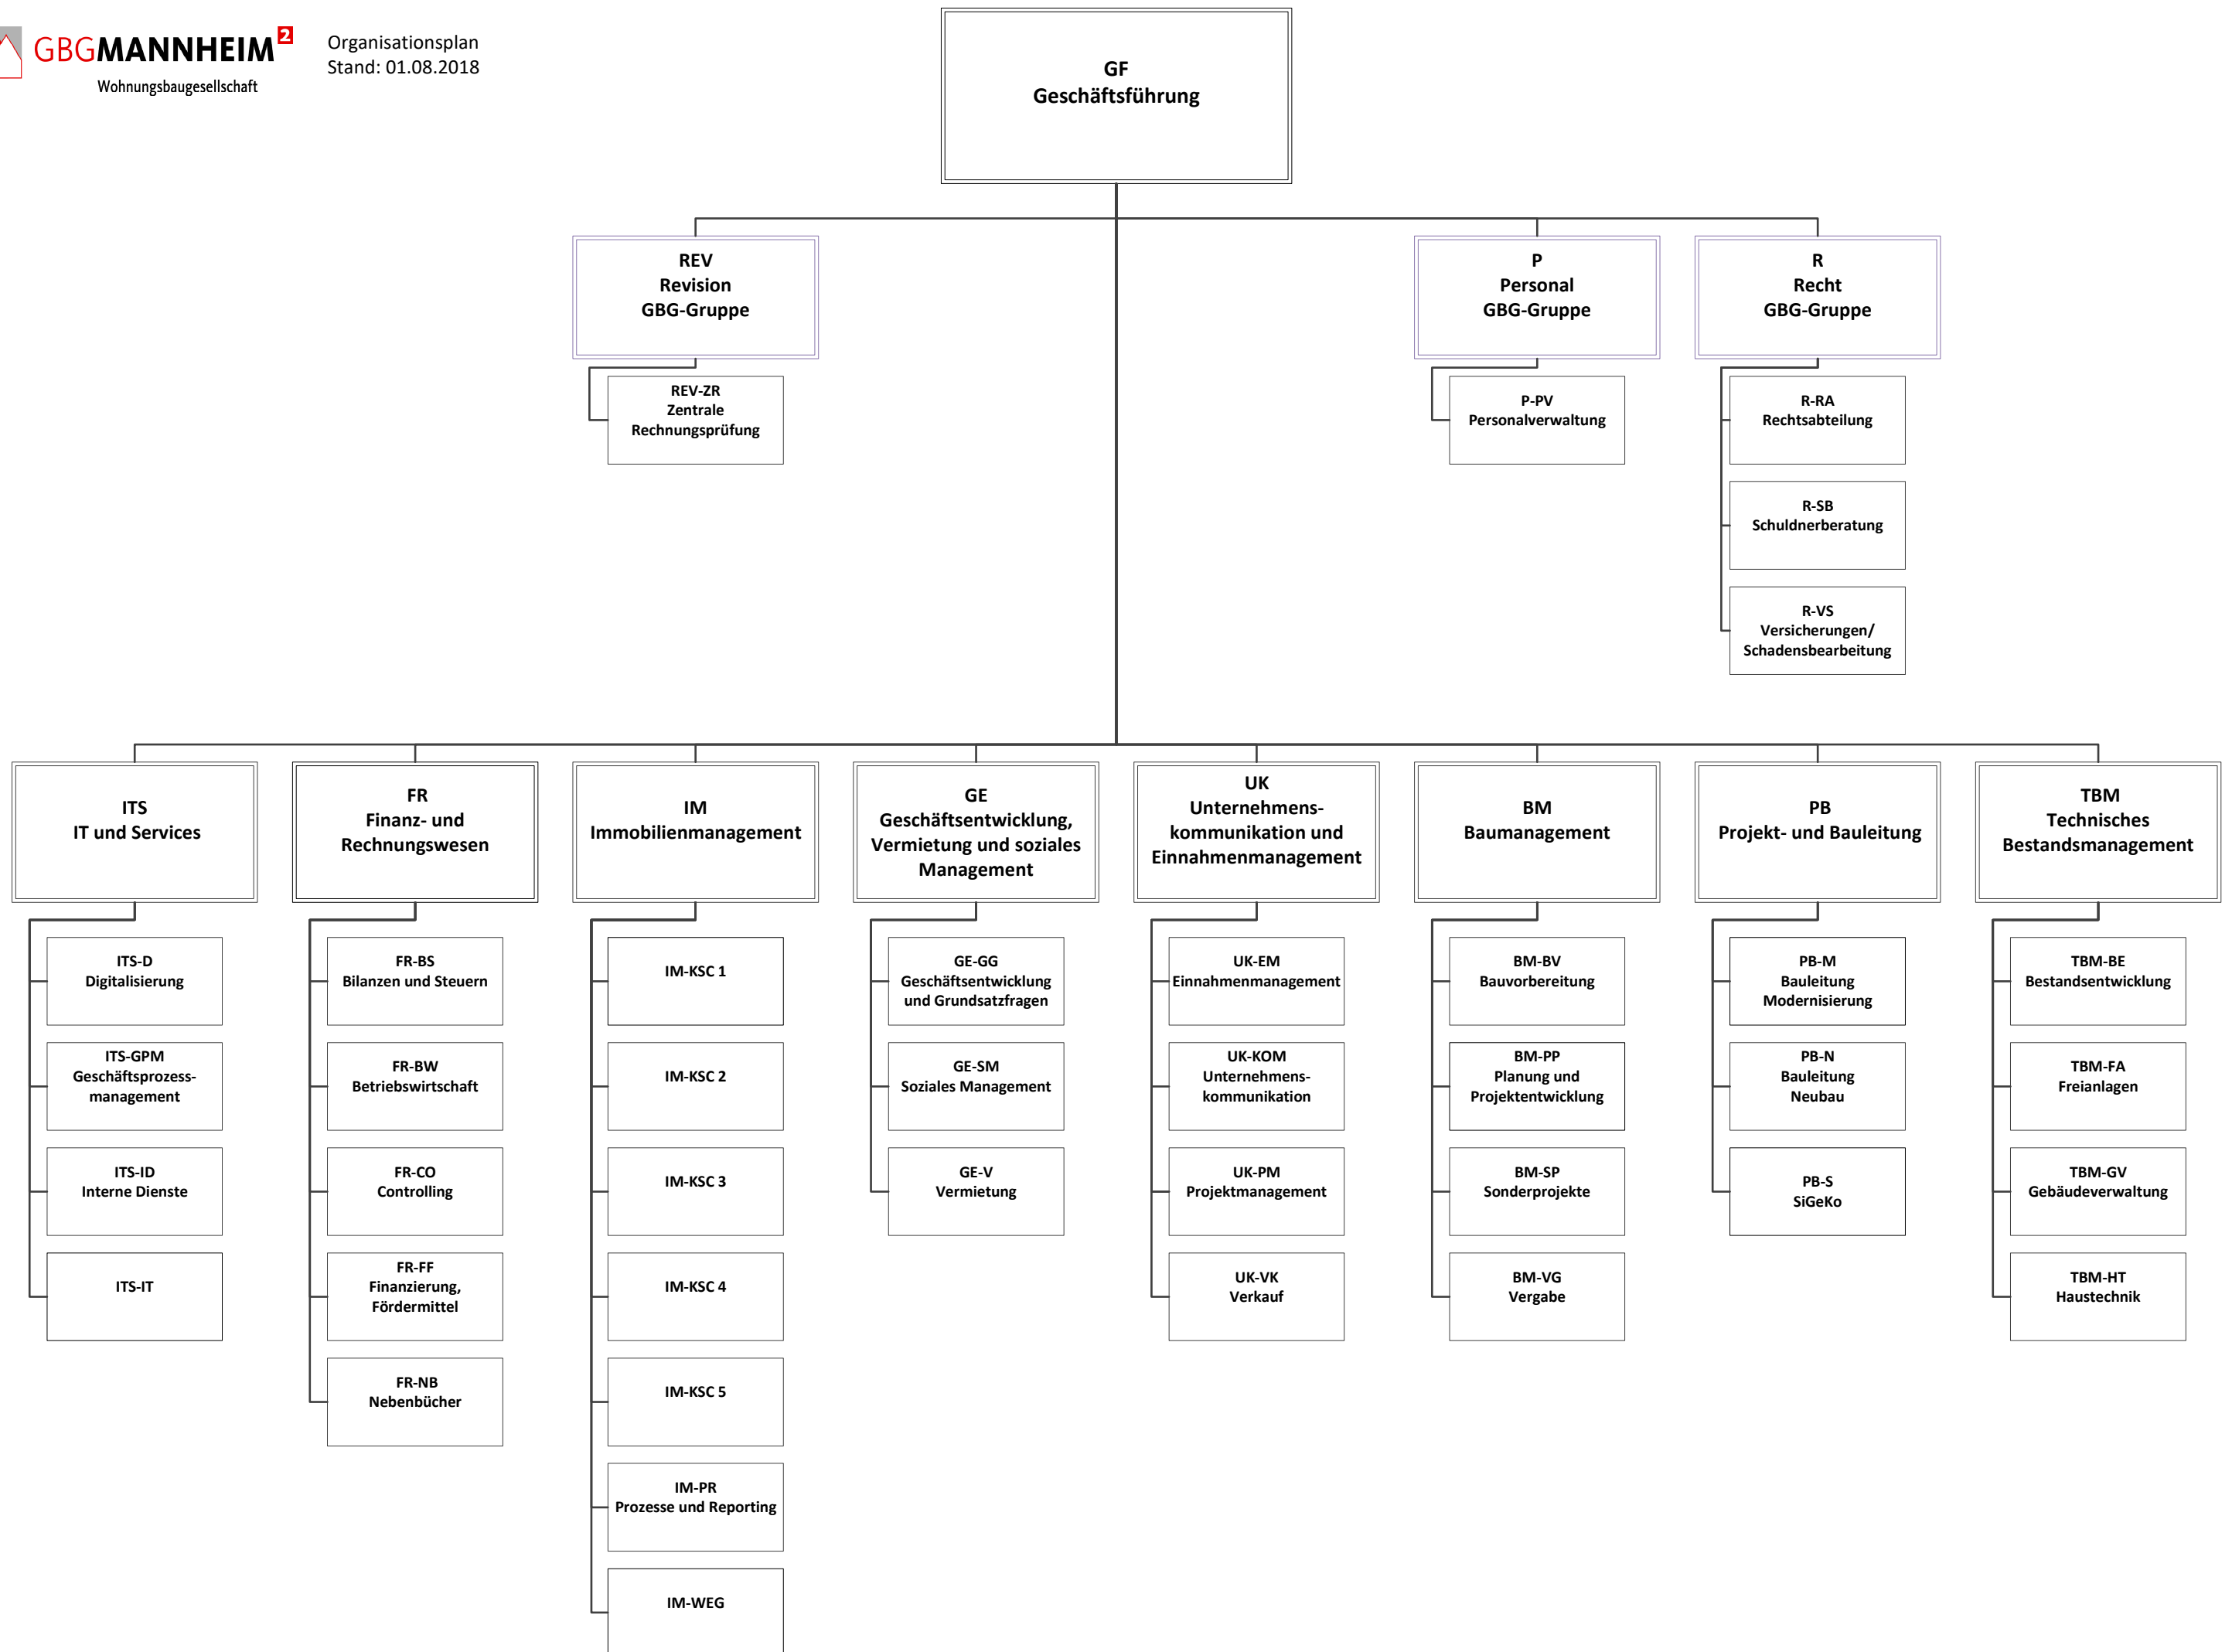 GBGMANNHEIM2
Wohnungsbaugesellschaft
Organisationsplan
Stand: 01.08.2018
GF
Geschäftsführung
REV
Revision
GBG-Gruppe
P
Personal
GBG-Gruppe
R
Recht
GBG-Gruppe
REV-ZR
Zentrale
Rechnungsprüfung
P-PV
Personalverwaltung
R-RA
Rechtsabteilung
R-SB
Schuldnerberatung
R-VS
Versicherungen/
Schadensbearbeitung
ITS
IT und Services
FR
Finanz- und
Rechnungswesen
IM
Immobilienmanagement
GE
Geschäftsentwicklung,
Vermietung und soziales
Management
UK
Unternehmens-
kommunikation und
Einnahmenmanagement
BM
Baumanagement
PB
Projekt- und Bauleitung
TBM
Technisches
Bestandsmanagement
ITS-D
Digitalisierung
ITS-GPM
Geschäftsprozess-
management
ITS-ID
Interne Dienste
ITS-IT
FR-BS
Bilanzen und Steuern
FR-BW
Betriebswirtschaft
FR-CO
Controlling
FR-FF
Finanzierung,
Fördermittel
FR-NB
Nebenbücher
IM-KSC 1
IM-KSC 2
IM-KSC 3
IM-KSC 4
IM-KSC 5
IM-PR
Prozesse und Reporting
IM-WEG
GE-GG
Geschäftsentwicklung
und Grundsatzfragen
GE-SM
Soziales Management
GE-V
Vermietung
UK-EM
Einnahmenmanagement
UK-KOM
Unternehmens-
kommunikation
UK-PM
Projektmanagement
UK-VK
Verkauf
BM-BV
Bauvorbereitung
BM-PP
Planung und
Projektentwicklung
BM-SP
Sonderprojekte
BM-VG
Vergabe
PB-M
Bauleitung
Modernisierung
PB-N
Bauleitung
Neubau
PB-S
SiGeKo
TBM-BE
Bestandsentwicklung
TBM-FA
Freianlagen
TBM-GV
Gebäudeverwaltung
TBM-HT
Haustechnik